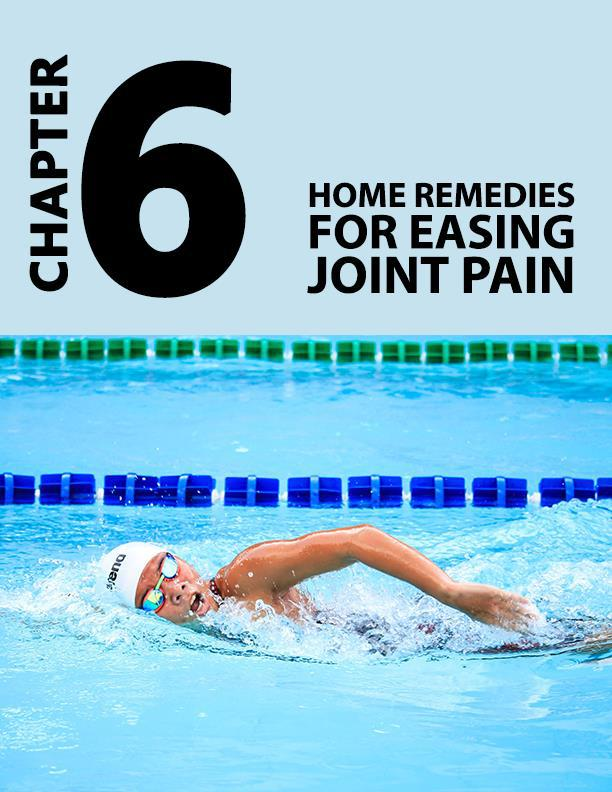 CHAPTER
6
HOME REMEDIES
FOR EASING
JOINT PAIN